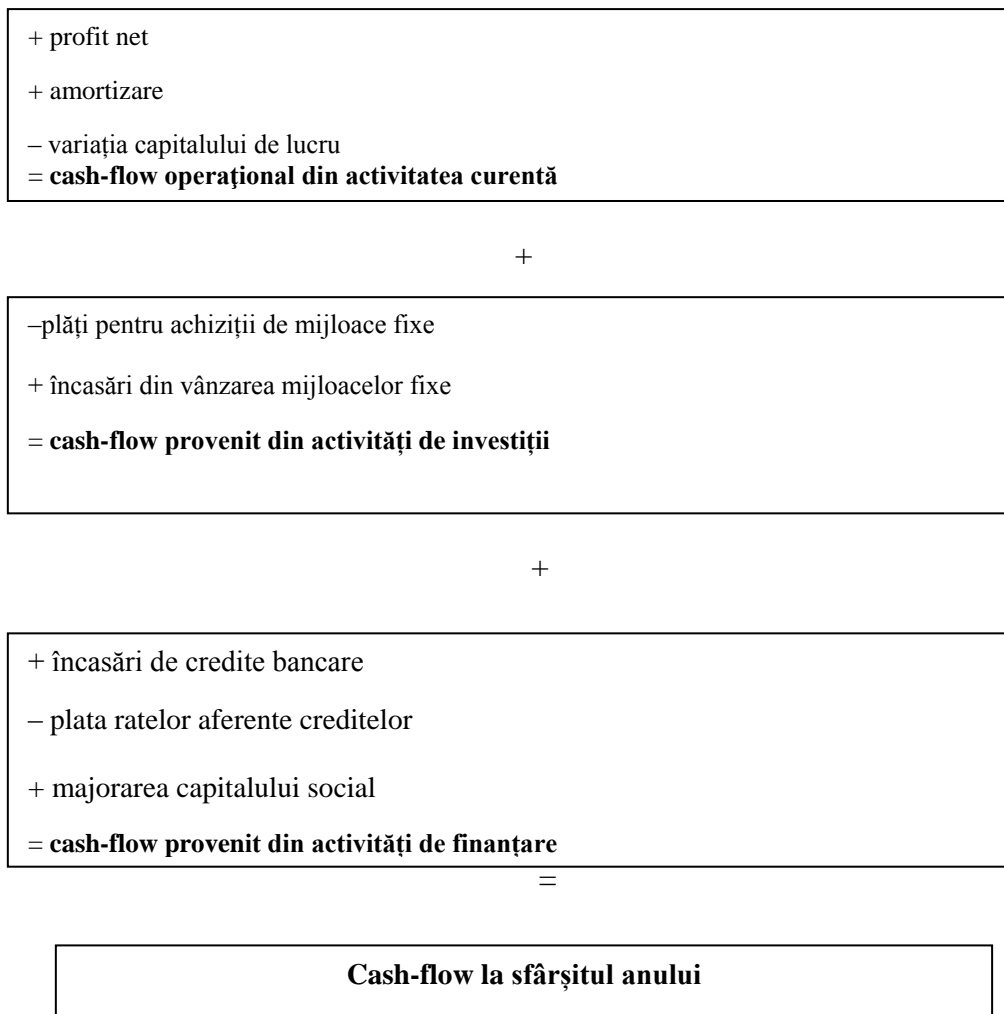 + profit net
+ amortizare
– variația capitalului de lucru
= cash-flow operaţional din activitatea curentă
+
–plăți pentru achiziții de mijloace fixe
+ încasări din vânzarea mijloacelor fixe
= cash-flow provenit din activități de investiții
+
+ încasări de credite bancare
– plata ratelor aferente creditelor
+ majorarea capitalului social
= cash-flow provenit din activități de finanțare
=
Cash-flow la sfârșitul anului